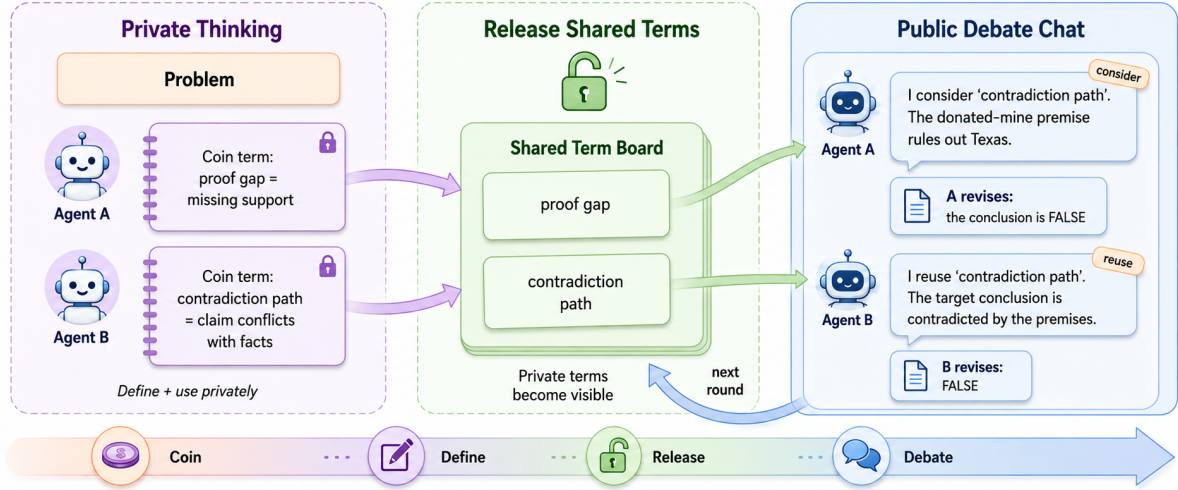 Private Thinking
Problem
Agent A
Coin term:
proof gap =
missing support
Agent B
Coin term:
contradiction path
= claim conflicts
with facts
Define + use privately
Release Shared Terms
Shared Term Board
proof gap
contradiction
path
Private terms
become visible
next
round
Public Debate Chat
Agent A
consider
I consider ‘contradiction path’.
The donated-mine premise
rules out Texas.
A revises:
the conclusion is FALSE
Agent B
reuse
I reuse ‘contradiction path’.
The target conclusion is
contradicted by the premises.
B revises:
FALSE
$
Coin
Define
Release
Debate